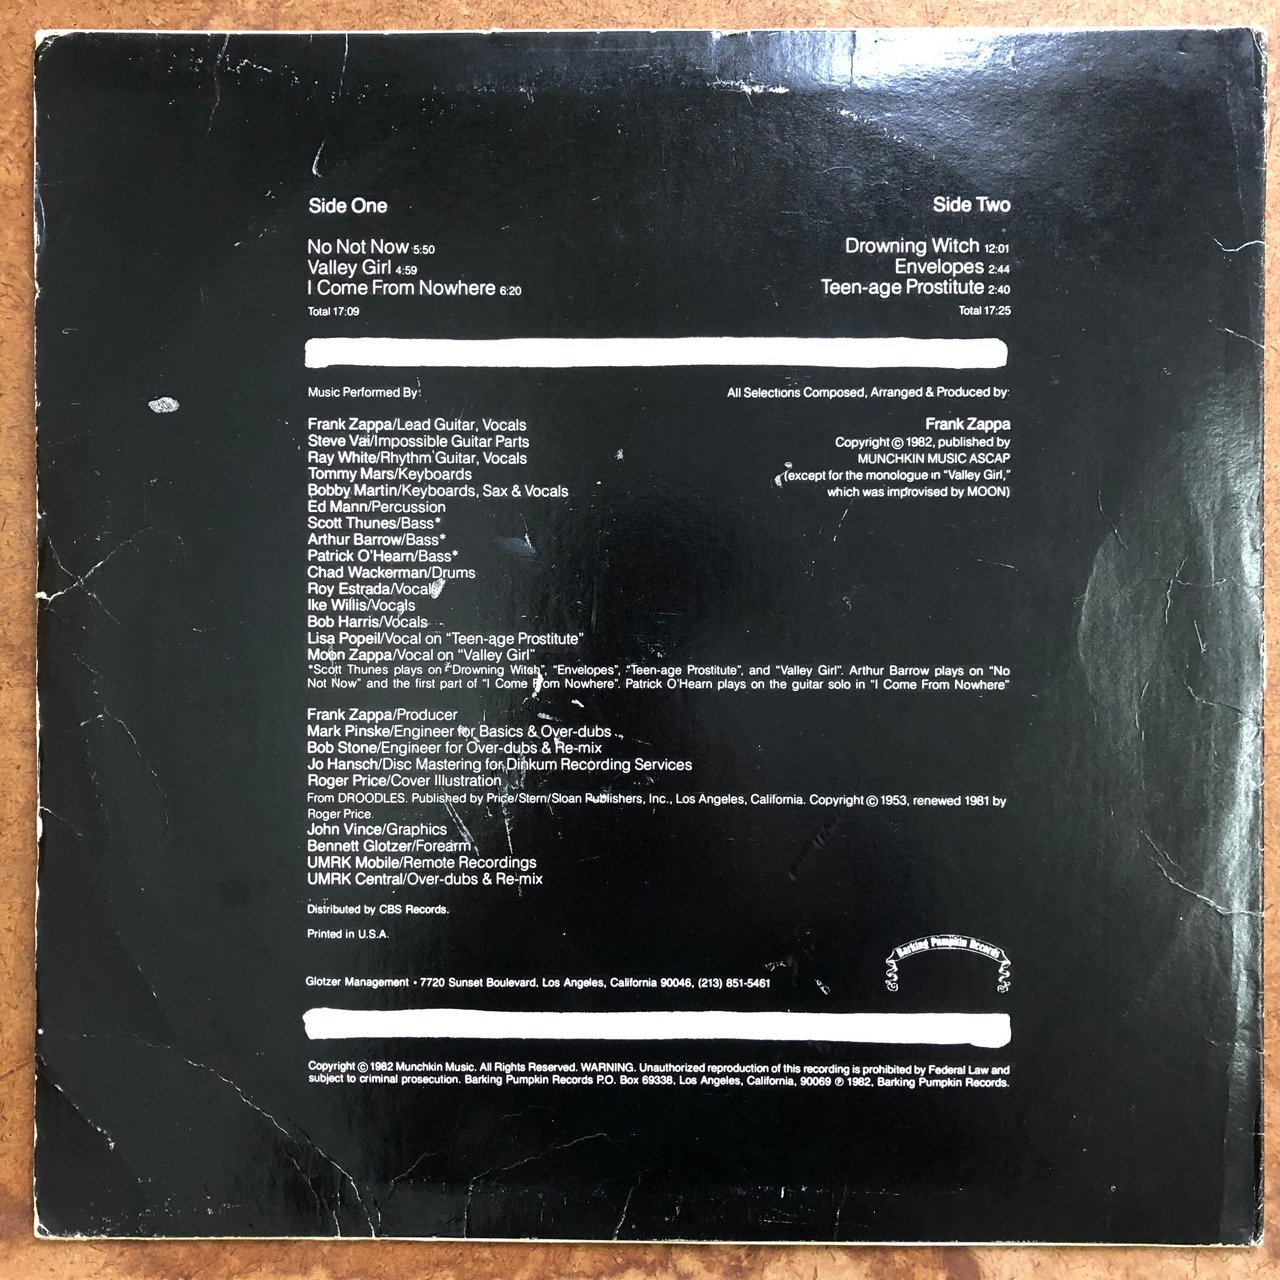 Side One
No Not Now 5:50
Valley Girl 4:59
I Come From Nowhere 6:20
Total 17:09
Side Two
Drowning Witch 12:01
Envelopes 2:44
Teen-age Prostitute 2:40
Total 17:25
Music Performed By:
Frank Zappa/Lead Guitar, Vocals
Steve Vai/Impossible Guitar Parts
Ray White/Rhythm Guitar, Vocals
Tommy Mars/Keyboards
Bobby Martin/Keyboards, Sax & Vocals
Ed Mann/Percussion
Scott Thunes/Bass*
Arthur Barrow/Bass*
Patrick O'Hearn/Bass*
Chad Wackerman/Drums
Roy Estrada/Vocals
Ike Willis/Vocals
Bob Harris/Vocals
Lisa Popeil/Vocal on "Teen-age Prostitute"
Moon Zappa/Vocal on "Valley Girl"
All Selections Composed, Arranged & Produced by:
Frank Zappa
Copyright © 1982, published by
MUNCHKIN MUSIC ASCAP
(except for the monologue in "Valley Girl,"
which was improvised by MOON)
*Scott Thunes plays on "Drowning Witch", "Envelopes", "Teen-age Prostitute", and "Valley Girl". Arthur Barrow plays on "No
Not Now" and the first part of "I Come From Nowhere". Patrick O'Hearn plays on the guitar solo in "I Come From Nowhere"
Frank Zappa/Producer
Mark Pinske/Engineer for Basics & Over-dubs
Bob Stone/Engineer for Over-dubs & Re-mix
Jo Hansch/Disc Mastering for Dinkum Recording Services
Roger Price/Cover Illustration
From DROODLES. Published by Price/Stern/Sloan Publishers, Inc., Los Angeles, California. Copyright © 1953, renewed 1981 by
Roger Price.
John Vince/Graphics
Bennett Glotzer/Forearm
UMRK Mobile/Remote Recordings
UMRK Central/Over-dubs & Re-mix
Distributed by CBS Records.
Printed in U.S.A.
Barking Pumpkin Records
Glotzer Management • 7720 Sunset Boulevard, Los Angeles, California 90046, (213) 851-5461
Copyright © 1982 Munchkin Music. All Rights Reserved. WARNING. Unauthorized reproduction of this recording is prohibited by Federal Law and
subject to criminal prosecution. Barking Pumpkin Records P.O. Box 69338, Los Angeles, California, 90069 ℗ 1982, Barking Pumpkin Records.